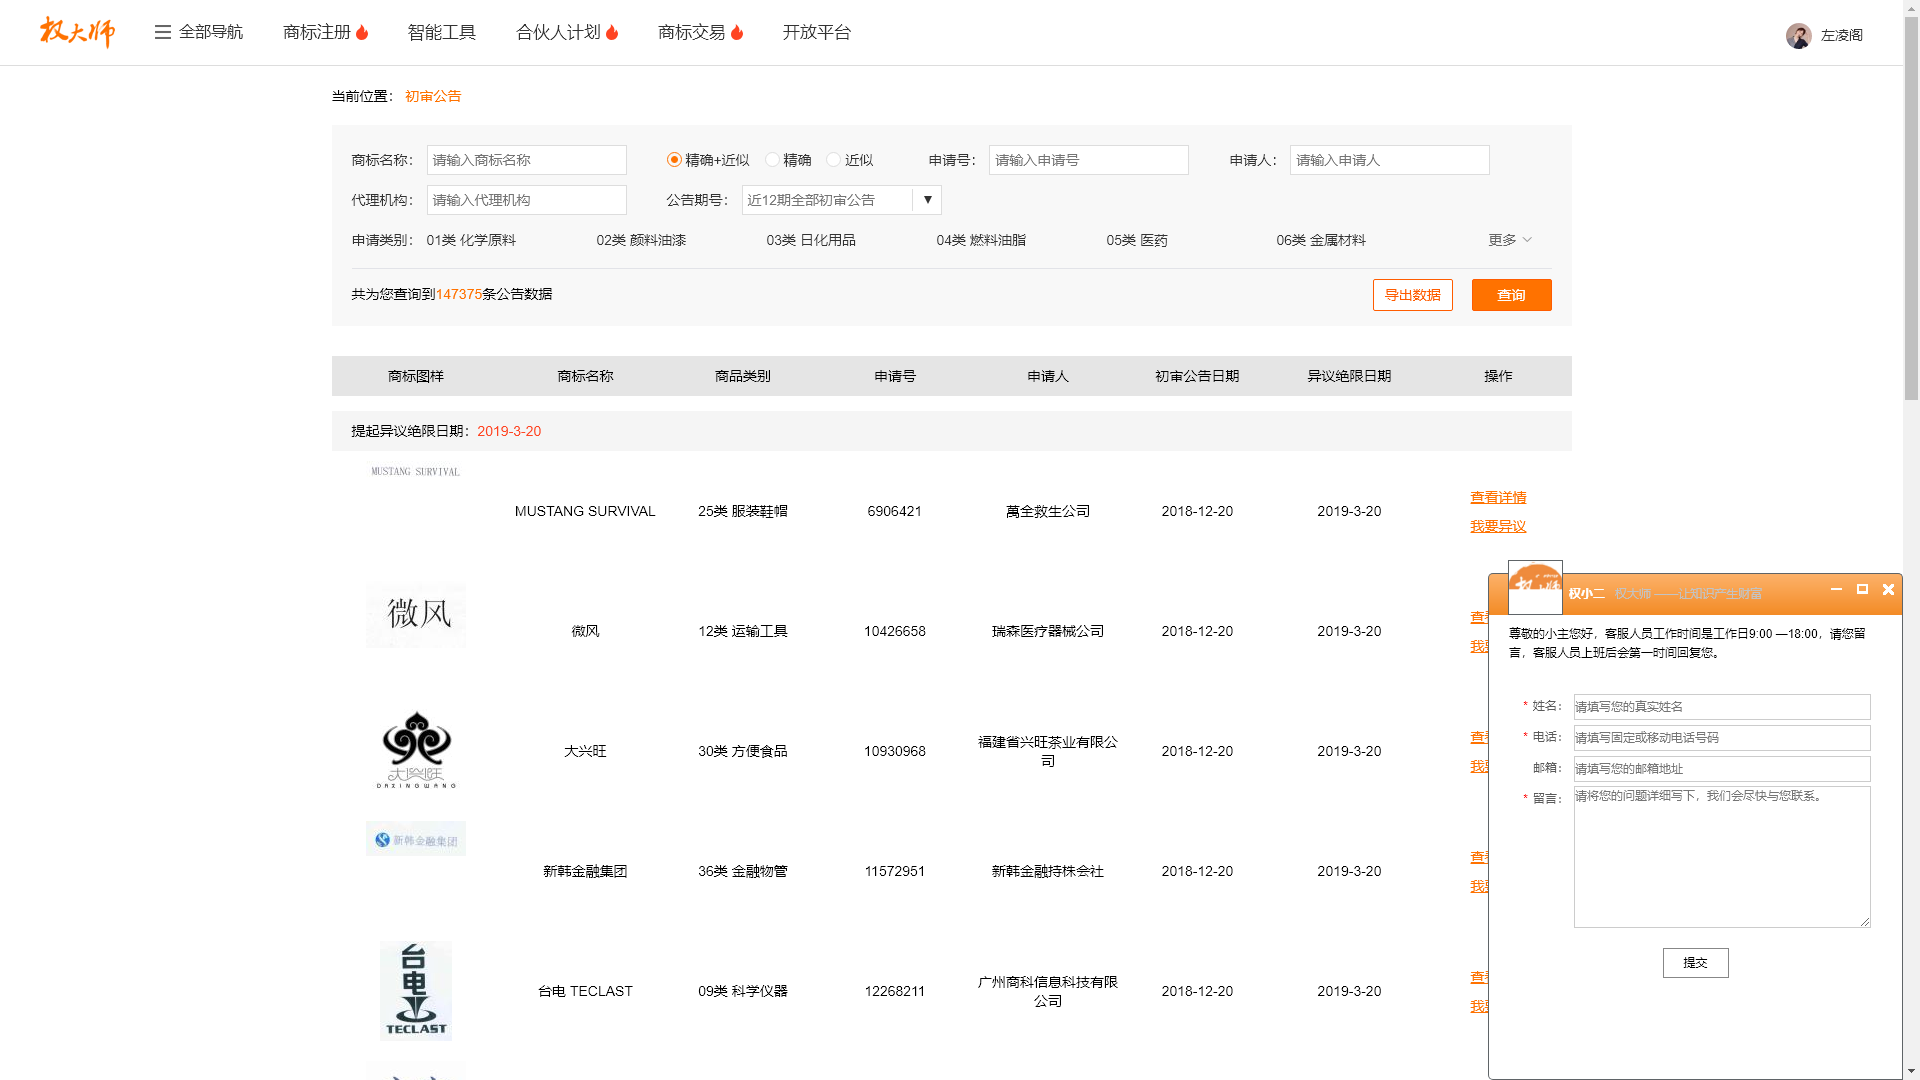 权大师
全部导航 商标注册 智能工具 合伙人计划 商标交易 开放平台
左凌阁
当前位置： 初审公告
商标名称： 请输入商标名称 精确+近似 精确 近似 申请号： 请输入申请号 申请人： 请输入申请人
代理机构： 请输入代理机构 公告期号： 近12期全部初审公告 ▼
申请类别： 01类 化学原料 02类 颜料油漆 03类 日化用品 04类 燃料油脂 05类 医药 06类 金属材料 更多
共为您查询到147375条公告数据 导出数据 查询
商标图样 商标名称 商品类别 申请号 申请人 初审公告日期 异议绝限日期 操作
提起异议绝限日期：2019-3-20
MUSTANG SURVIVAL
MUSTANG SURVIVAL 25类 服装鞋帽 6906421 萬全救生公司 2018-12-20 2019-3-20 查看详情
我要异议
微风
微风 12类 运输工具 10426658 瑞森医疗器械公司 2018-12-20 2019-3-20
大兴旺
DAXINGWANG
大兴旺 30类 方便食品 10930968 福建省兴旺茶业有限公
司 2018-12-20 2019-3-20
新韩金融集团
新韩金融集团 36类 金融物管 11572951 新韩金融持株会社 2018-12-20 2019-3-20
台电
TECLAST
台电 TECLAST 09类 科学仪器 12268211 广州商科信息科技有限
公司 2018-12-20 2019-3-20
权小二 权大师 ——让知识产生财富
尊敬的小主您好，客服人员工作时间是工作日9:00 —18:00，请您留
言，客服人员上班后会第一时间回复您。
* 姓名： 请填写您的真实姓名
* 电话： 请填写固定或移动电话号码
邮箱： 请填写您的邮箱地址
* 留言： 请将您的问题详细写下，我们会尽快与您联系。
提交